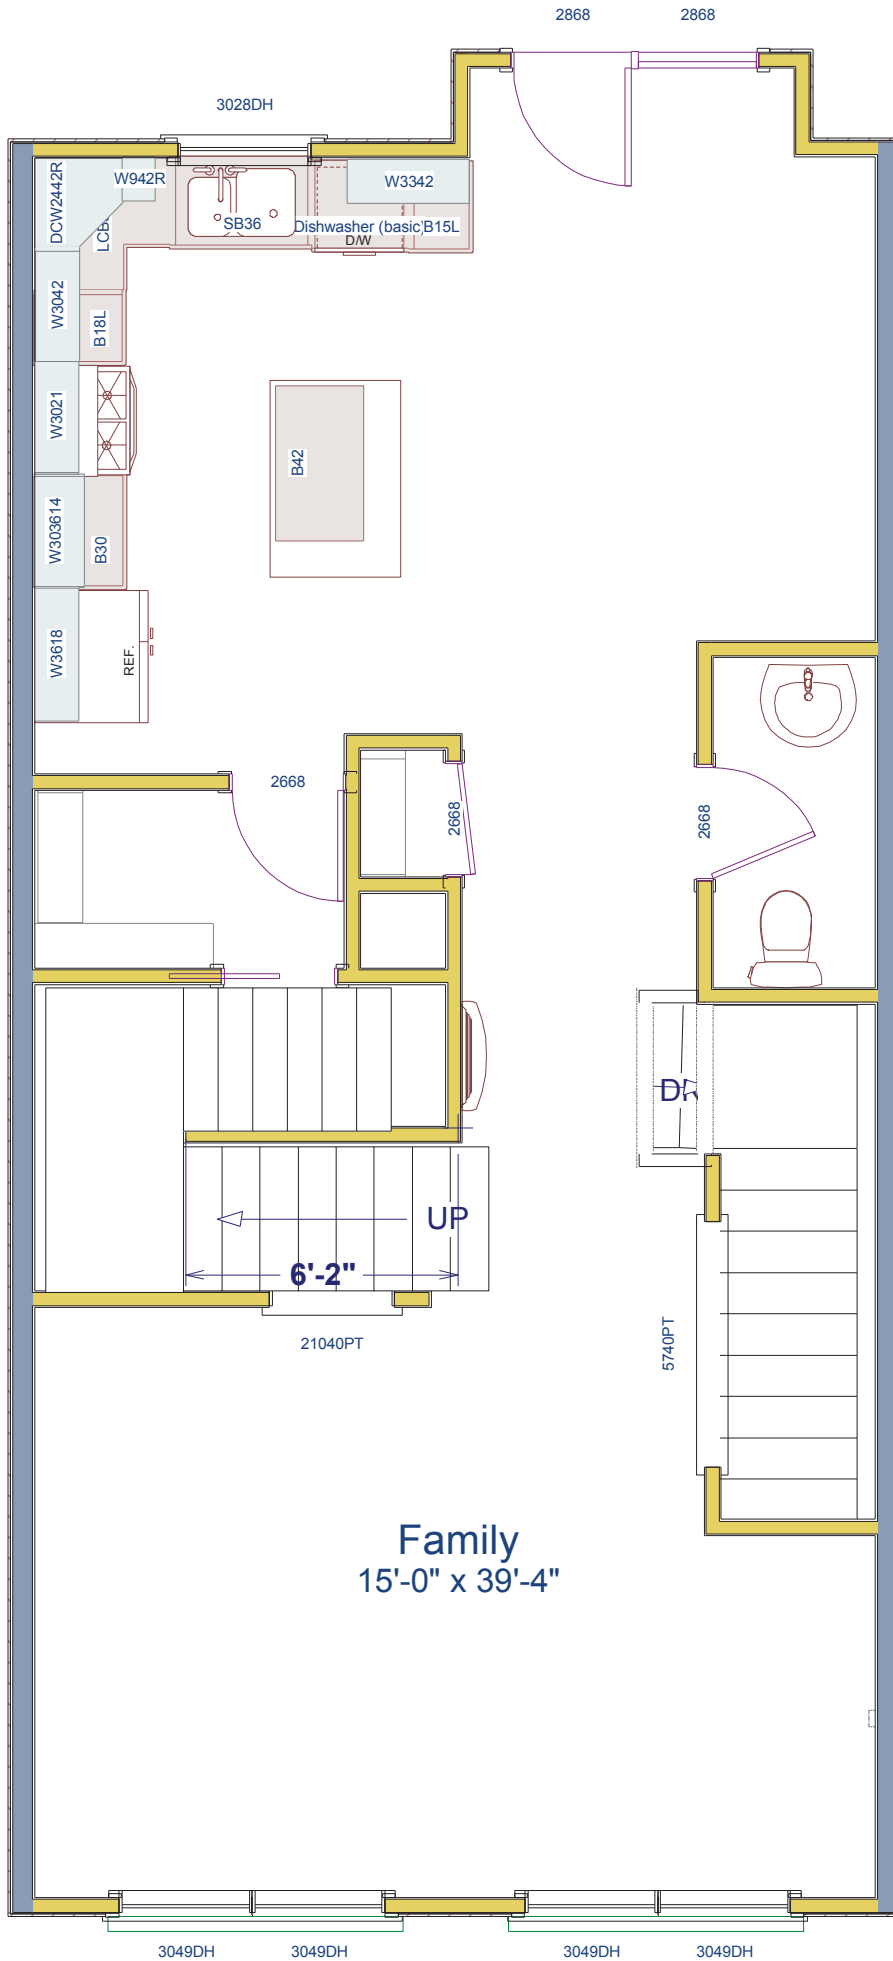 2868 2868
3028DH
DCW2442R
W942R
W3342
LCB
SB36
Dishwasher (basic)
B15L
D/W
W3042
B18L
W3021
B42
W303614
B30
W3618
REF.
2668
2668
2668
UP
6'-2"
21040PT
5740PT
Family
15'-0" x 39'-4"
3049DH 3049DH 3049DH 3049DH